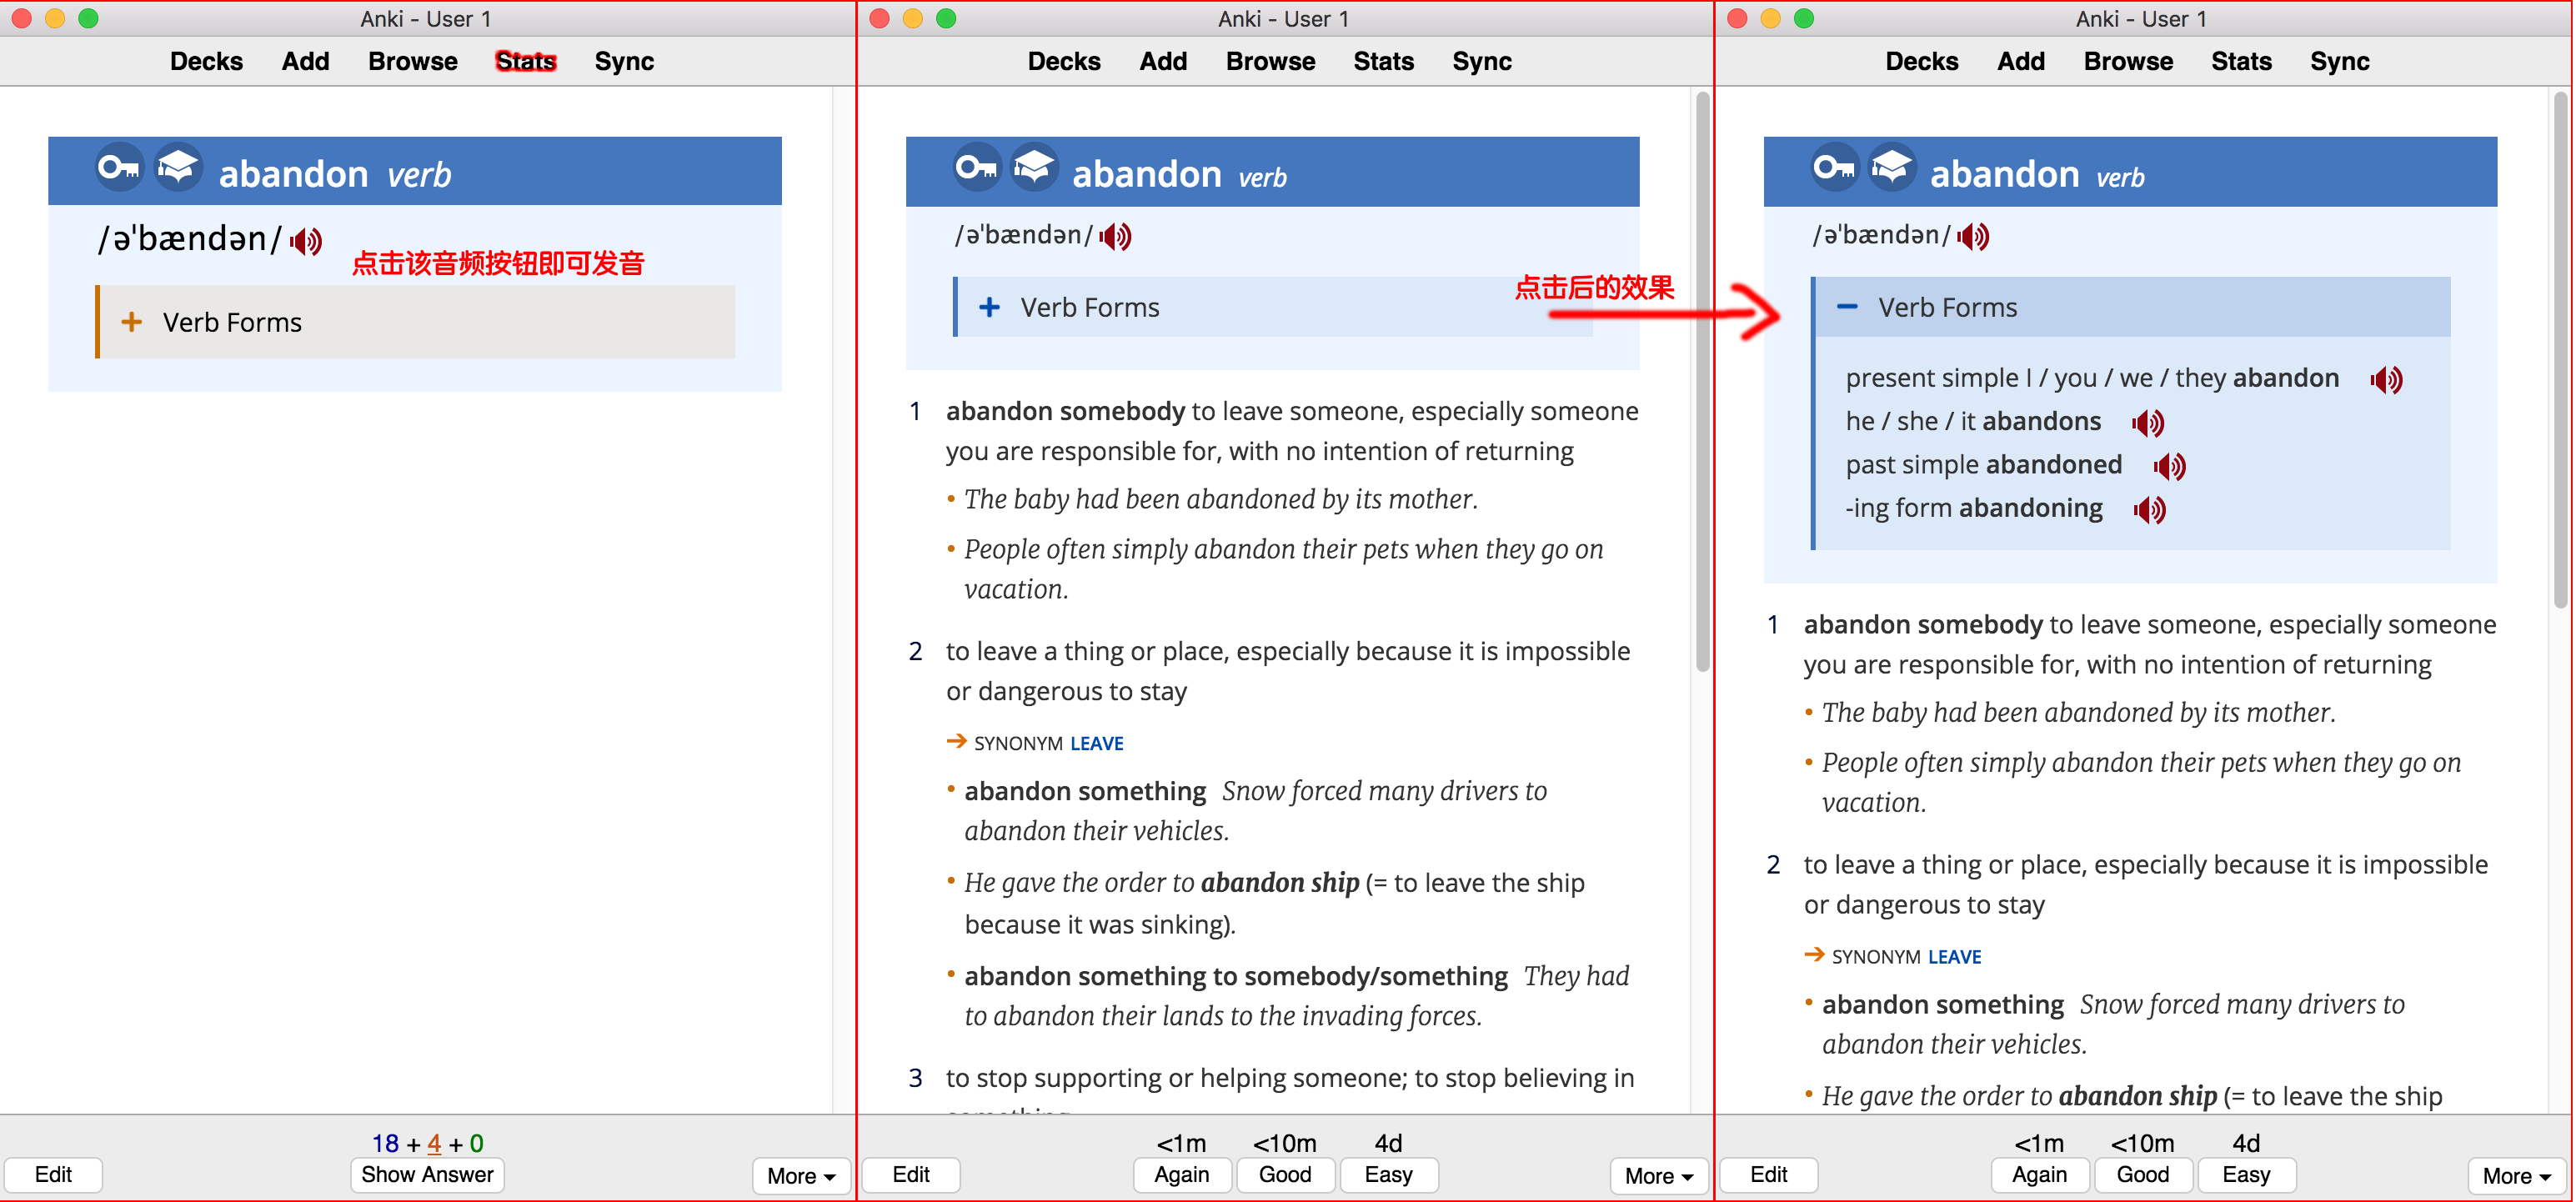 Anki - User 1
Decks Add Browse Stats Sync
abandon verb
/əˈbændən/
点击该音频按钮即可发音
+ Verb Forms
18 + 4 + 0
Edit Show Answer More
Anki - User 1
Decks Add Browse Stats Sync
abandon verb
/əˈbændən/
点击后的效果
+ Verb Forms
1 abandon somebody to leave someone, especially someone
you are responsible for, with no intention of returning
• The baby had been abandoned by its mother.
• People often simply abandon their pets when they go on
vacation.
2 to leave a thing or place, especially because it is impossible
or dangerous to stay
➔ SYNONYM LEAVE
• abandon something Snow forced many drivers to
abandon their vehicles.
• He gave the order to abandon ship (= to leave the ship
because it was sinking).
• abandon something to somebody/something They had
to abandon their lands to the invading forces.
3 to stop supporting or helping someone; to stop believing in
<1m <10m 4d
Edit Again Good Easy More
Anki - User 1
Decks Add Browse Stats Sync
abandon verb
/əˈbændən/
− Verb Forms
present simple I / you / we / they abandon
he / she / it abandons
past simple abandoned
-ing form abandoning
1 abandon somebody to leave someone, especially someone
you are responsible for, with no intention of returning
• The baby had been abandoned by its mother.
• People often simply abandon their pets when they go on
vacation.
2 to leave a thing or place, especially because it is impossible
or dangerous to stay
➔ SYNONYM LEAVE
• abandon something Snow forced many drivers to
abandon their vehicles.
• He gave the order to abandon ship (= to leave the ship
<1m <10m 4d
Edit Again Good Easy More